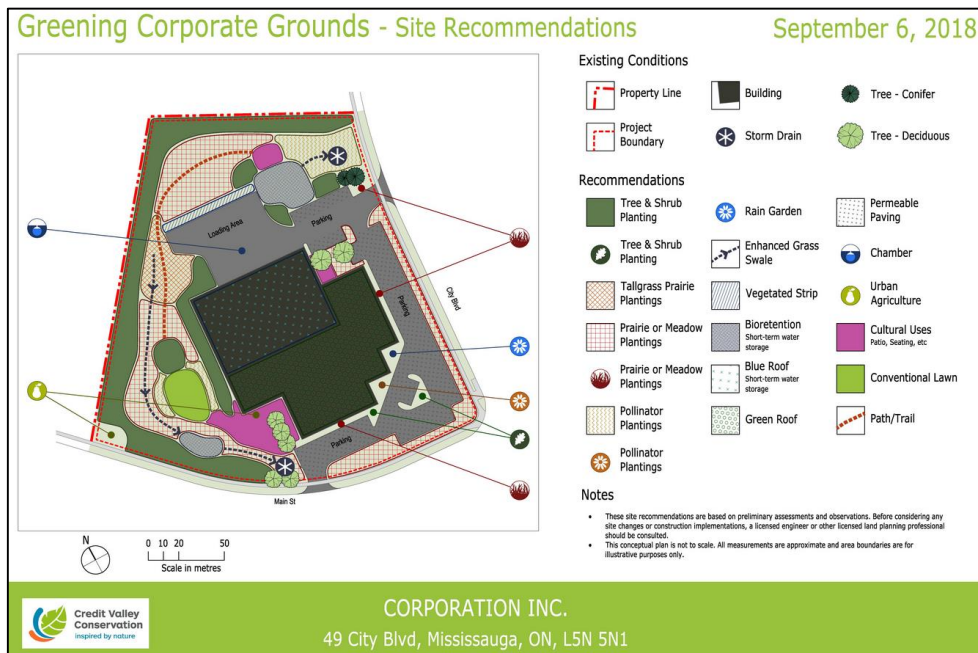 Greening Corporate Grounds - Site Recommendations
September 6, 2018
Existing Conditions
Property Line
Building
Tree - Conifer
Project
Boundary
Storm Drain
Tree - Deciduous
Recommendations
Tree & Shrub
Planting
Rain Garden
Permeable
Paving
Tree & Shrub
Planting
Enhanced Grass
Swale
Chamber
Tallgrass Prairie
Plantings
Vegetated Strip
Urban
Agriculture
Prairie or Meadow
Plantings
Bioretention
Short-term water
storage
Cultural Uses
Patio, Seating, etc
Prairie or Meadow
Plantings
Blue Roof
Short-term water
storage
Conventional Lawn
Pollinator
Plantings
Green Roof
Path/Trail
Pollinator
Plantings
Notes
• These site recommendations are based on preliminary assessments and observations. Before considering any
site changes or construction implementations, a licensed engineer or other licensed land planning professional
should be consulted.
• This conceptual plan is not to scale. All measurements are approximate and area boundaries are for
illustrative purposes only.
Loading Area
Parking
Parking
City Blvd
Parking
Main St
N
0 10 20 50
Scale in metres
Credit Valley
Conservation
inspired by nature
CORPORATION INC.
49 City Blvd, Mississauga, ON, L5N 5N1